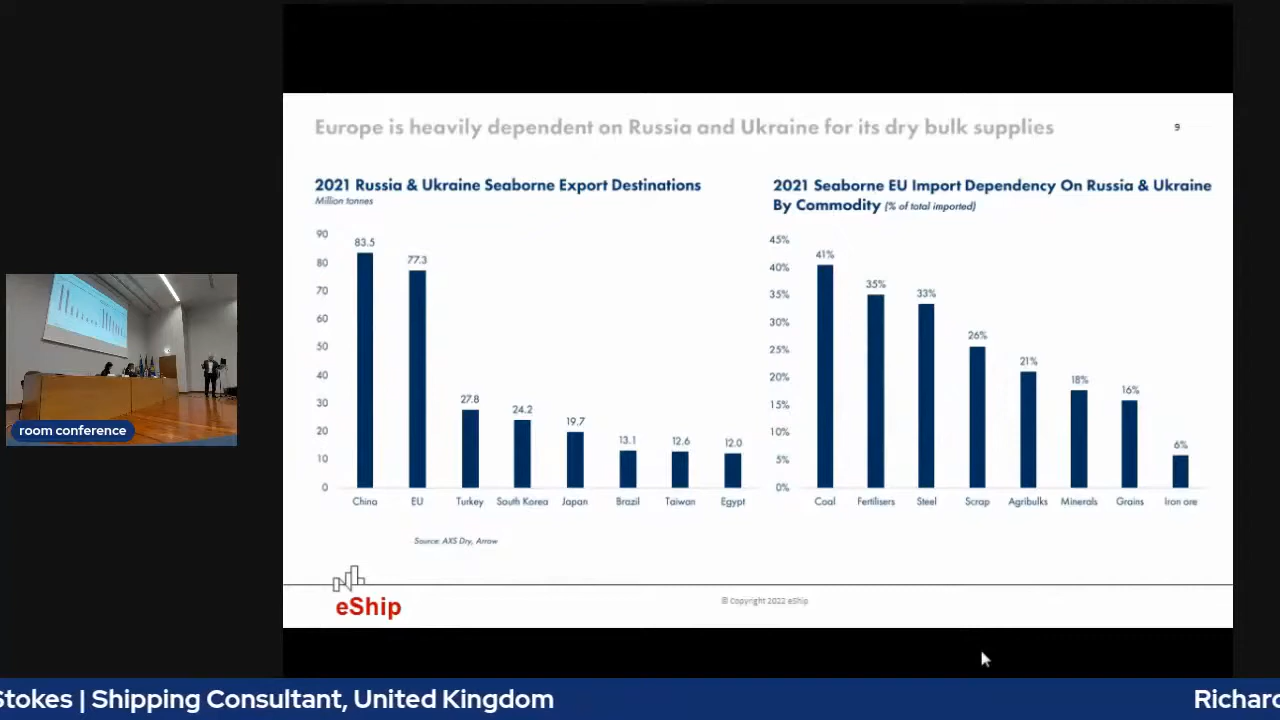 Europe is heavily dependent on Russia and Ukraine for its dry bulk supplies
9
2021 Russia & Ukraine Seaborne Export Destinations
Million tonnes
90
80
70
60
50
40
30
20
10
0
83.5
77.3
27.8
24.2
19.7
13.1
12.6
12.0
China
EU
Turkey
South Korea
Japan
Brazil
Taiwan
Egypt
Source: AXS Dry, Arrow
2021 Seaborne EU Import Dependency On Russia & Ukraine
By Commodity (% of total imported)
45%
40%
35%
30%
25%
20%
15%
10%
5%
0%
41%
35%
33%
26%
21%
18%
16%
6%
Coal
Fertilisers
Steel
Scrap
Agribulks
Minerals
Grains
Iron ore
room conference
eShip
© Copyright 2022 eShip
Stokes | Shipping Consultant, United Kingdom
Richard